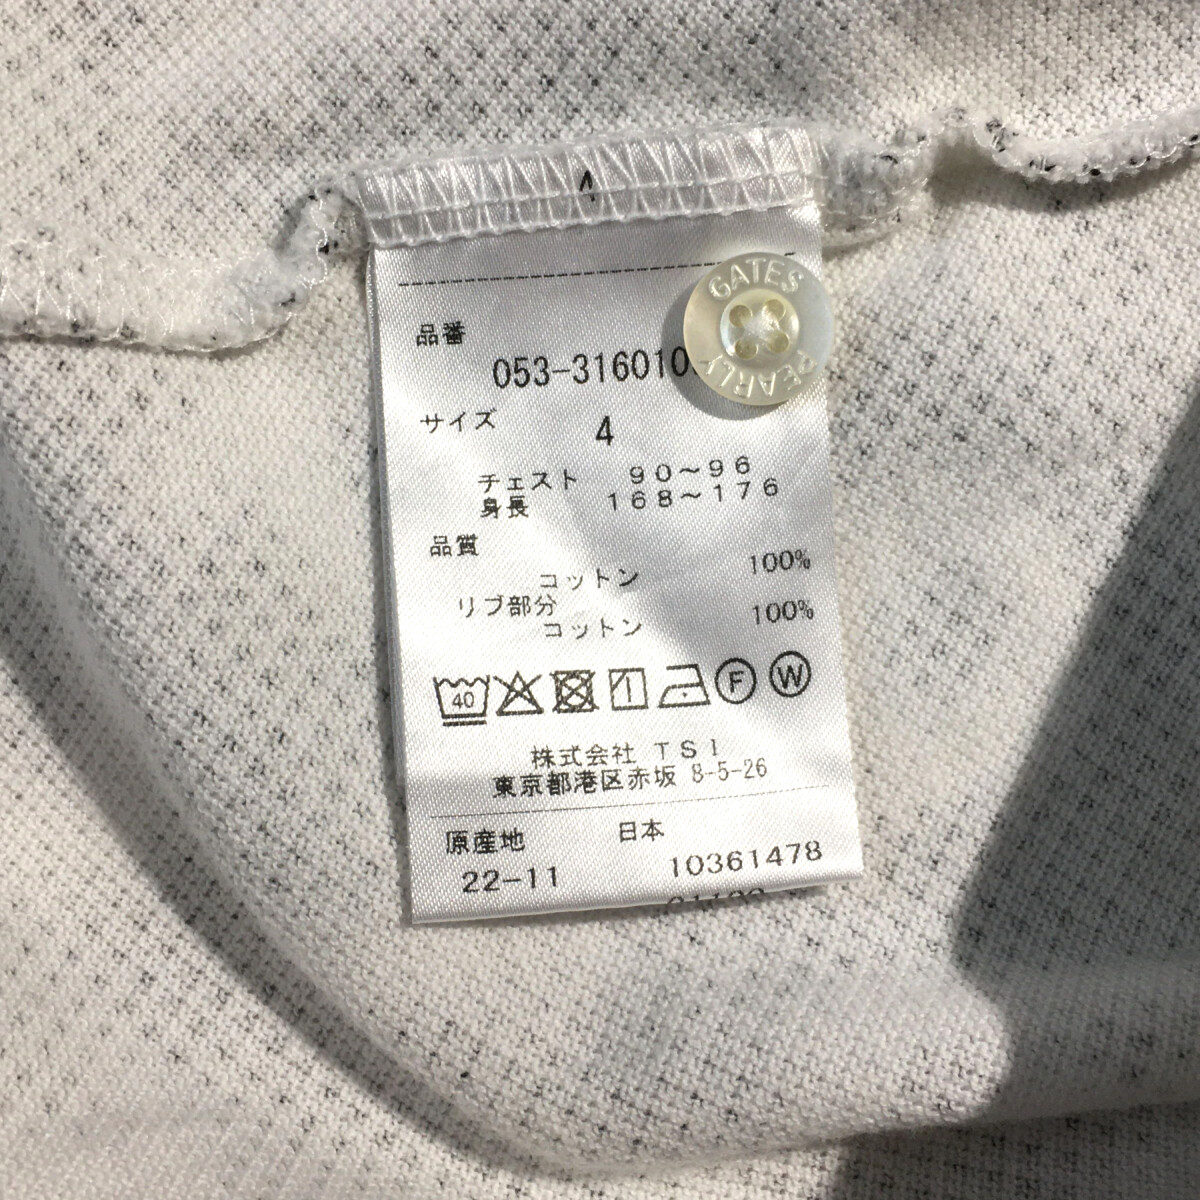 GATES
PEARLY
品番
053-316010
サイズ
4
チェスト 90～96
身長 168～176
品質
コットン 100%
リブ部分
コットン 100%
40 F W
株式会社 TSI
東京都港区赤坂 8-5-26
原産地 日本
22-11 10361478